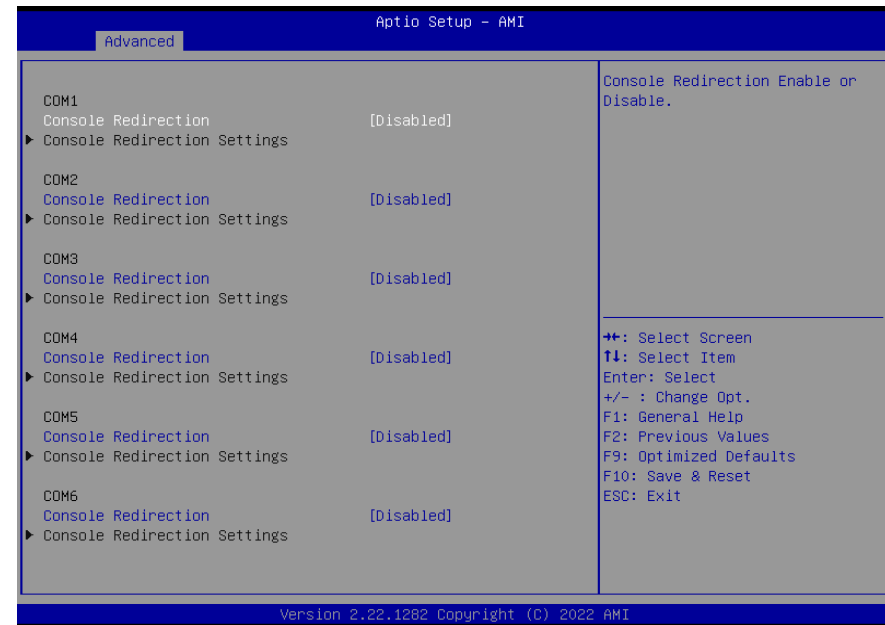 Aptio Setup – AMI
Advanced
COM1
Console Redirection [Disabled]
▶ Console Redirection Settings
COM2
Console Redirection [Disabled]
▶ Console Redirection Settings
COM3
Console Redirection [Disabled]
▶ Console Redirection Settings
COM4
Console Redirection [Disabled]
▶ Console Redirection Settings
COM5
Console Redirection [Disabled]
▶ Console Redirection Settings
COM6
Console Redirection [Disabled]
▶ Console Redirection Settings
Console Redirection Enable or
Disable.
→←: Select Screen
↑↓: Select Item
Enter: Select
+/- : Change Opt.
F1: General Help
F2: Previous Values
F9: Optimized Defaults
F10: Save & Reset
ESC: Exit
Version 2.22.1282 Copyright (C) 2022 AMI